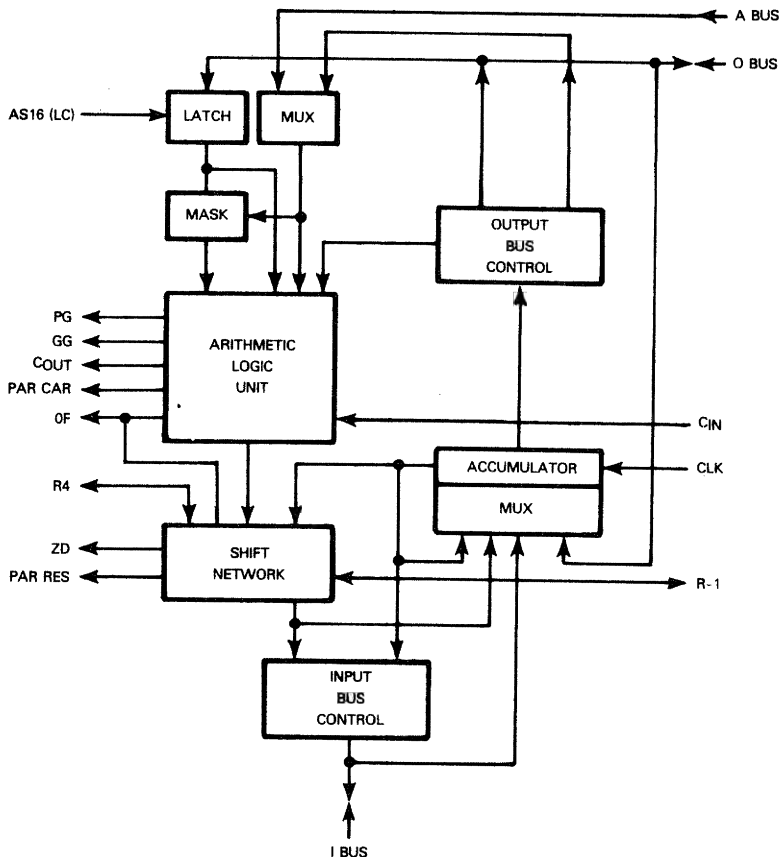 A BUS
O BUS
AS16 (LC)
LATCH
MUX
MASK
OUTPUT
BUS
CONTROL
PG
GG
COUT
PAR CAR
OF
ARITHMETIC
LOGIC
UNIT
CIN
ACCUMULATOR
CLK
MUX
R4
ZD
PAR RES
SHIFT
NETWORK
R-1
INPUT
BUS
CONTROL
I BUS